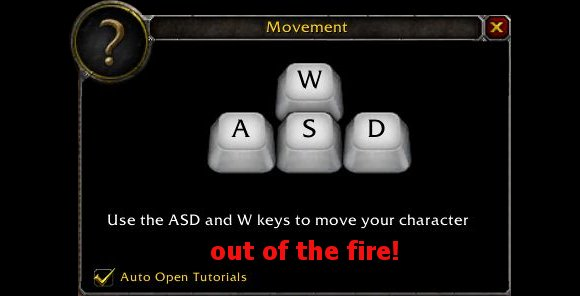 Movement
W
A S D
Use the ASD and W keys to move your character
out of the fire!
Auto Open Tutorials